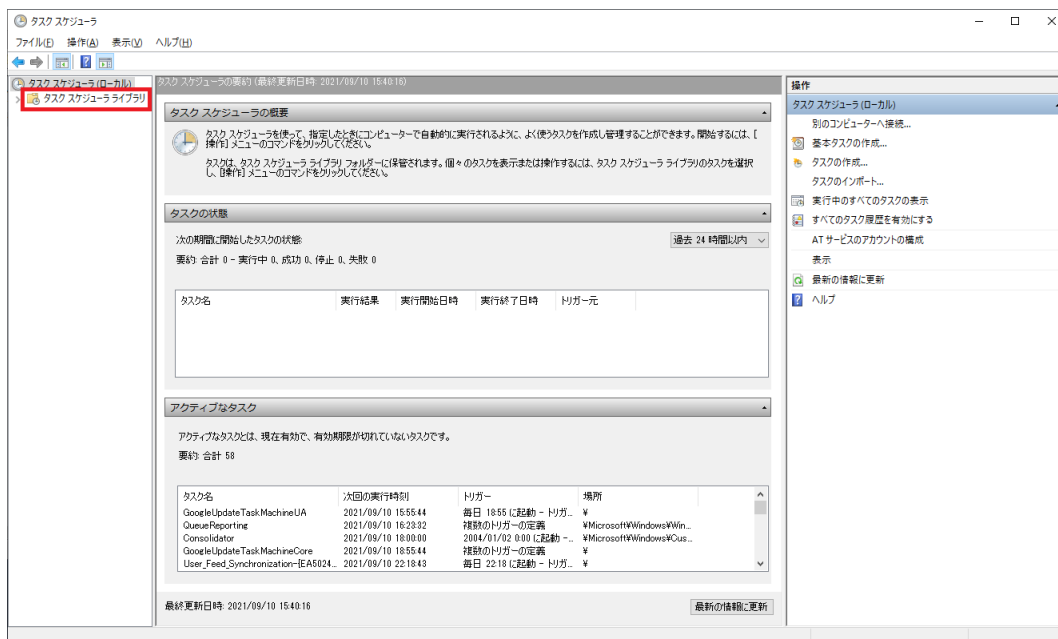 タスク スケジューラ
ファイル(F) 操作(A) 表示(V) ヘルプ(H)
タスク スケジューラ (ローカル)
タスク スケジューラ ライブラリ
タスク スケジューラの要約 (最終更新日時: 2021/09/10 15:40:16)
タスク スケジューラの概要
タスク スケジューラを使って、指定したときにコンピューターで自動的に実行されるように、よく使うタスクを作成し管理することができます。開始するには、[
操作] メニューのコマンドをクリックしてください。
タスクは、タスク スケジューラ ライブラリ フォルダーに保管されます。個々のタスクを表示または操作するには、タスク スケジューラ ライブラリのタスクを選択
し、[操作] メニューのコマンドをクリックしてください。
タスクの状態
次の期間に開始したタスクの状態:
過去 24 時間以内
要約: 合計 0 - 実行中 0、成功 0、停止 0、失敗 0
タスク名 実行結果 実行開始日時 実行終了日時 トリガー元
アクティブなタスク
アクティブなタスクとは、現在有効で、有効期限が切れていないタスクです。
要約: 合計 58
タスク名 次回の実行時刻 トリガー 場所
GoogleUpdateTaskMachineUA 2021/09/10 15:55:44 毎日 18:55 に起動 - トリガ... ¥
QueueReporting 2021/09/10 16:23:32 複数のトリガーの定義 ¥Microsoft¥Windows¥Win...
Consolidator 2021/09/10 18:00:00 2004/01/02 0:00 に起動 -... ¥Microsoft¥Windows¥Cus...
GoogleUpdateTaskMachineCore 2021/09/10 18:55:44 複数のトリガーの定義 ¥
User_Feed_Synchronization-{EA5024... 2021/09/10 22:18:43 毎日 22:18 に起動 - トリガ... ¥
最終更新日時: 2021/09/10 15:40:16
最新の情報に更新
操作
タスク スケジューラ (ローカル)
別のコンピューターへ接続...
基本タスクの作成...
タスクの作成...
タスクのインポート...
実行中のすべてのタスクの表示
すべてのタスク履歴を有効にする
AT サービスのアカウントの構成
表示
最新の情報に更新
ヘルプ